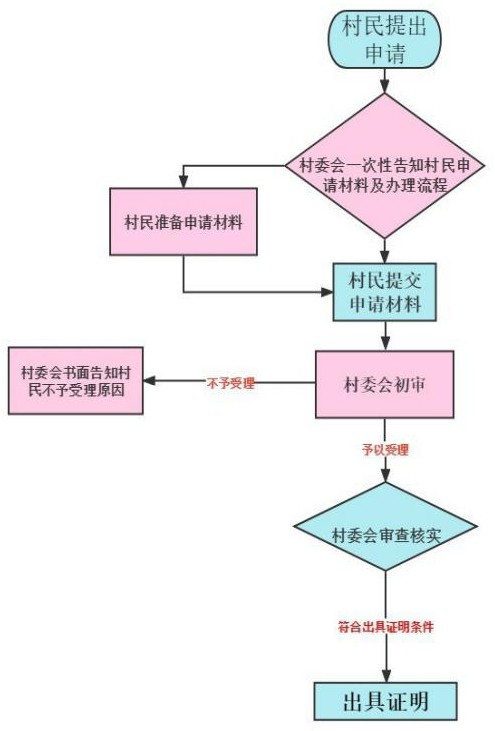 村民提出
申请
村委会一次性告知村民申
请材料及办理流程
村民准备申请材料
村民提交
申请材料
村委会书面告知村
民不予受理原因
不予受理
村委会初审
予以受理
村委会审查核实
符合出具证明条件
出具证明